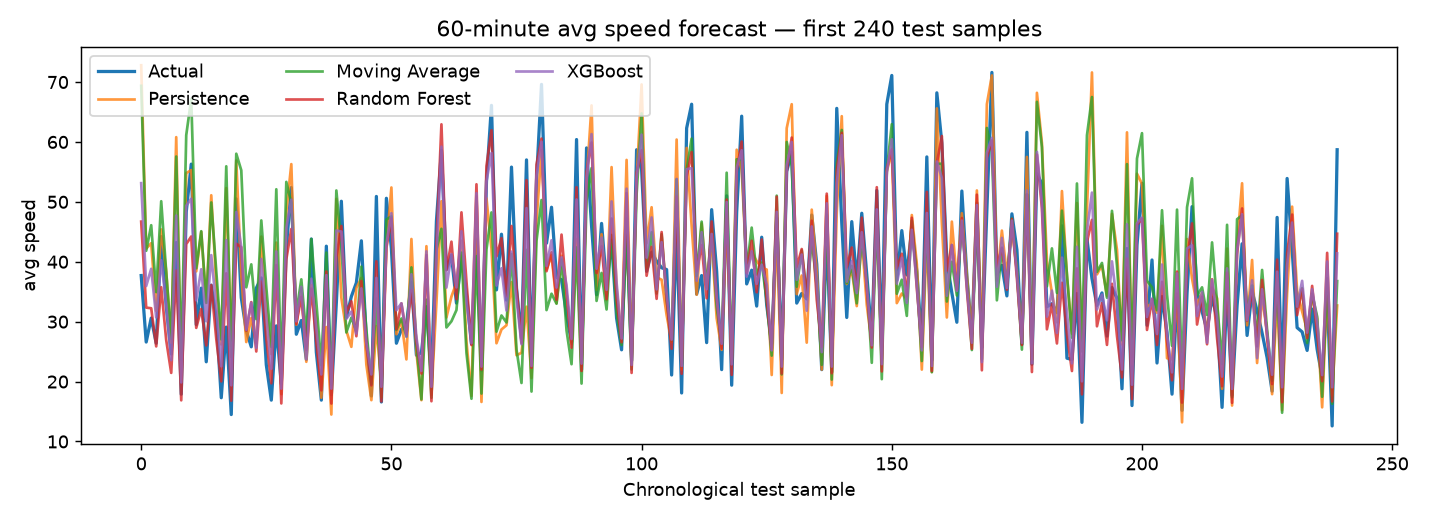 60-minute avg speed forecast — first 240 test samples
Actual
Persistence
Moving Average
Random Forest
XGBoost
avg speed
70
60
50
40
30
20
10
0
50
100
150
200
250
Chronological test sample